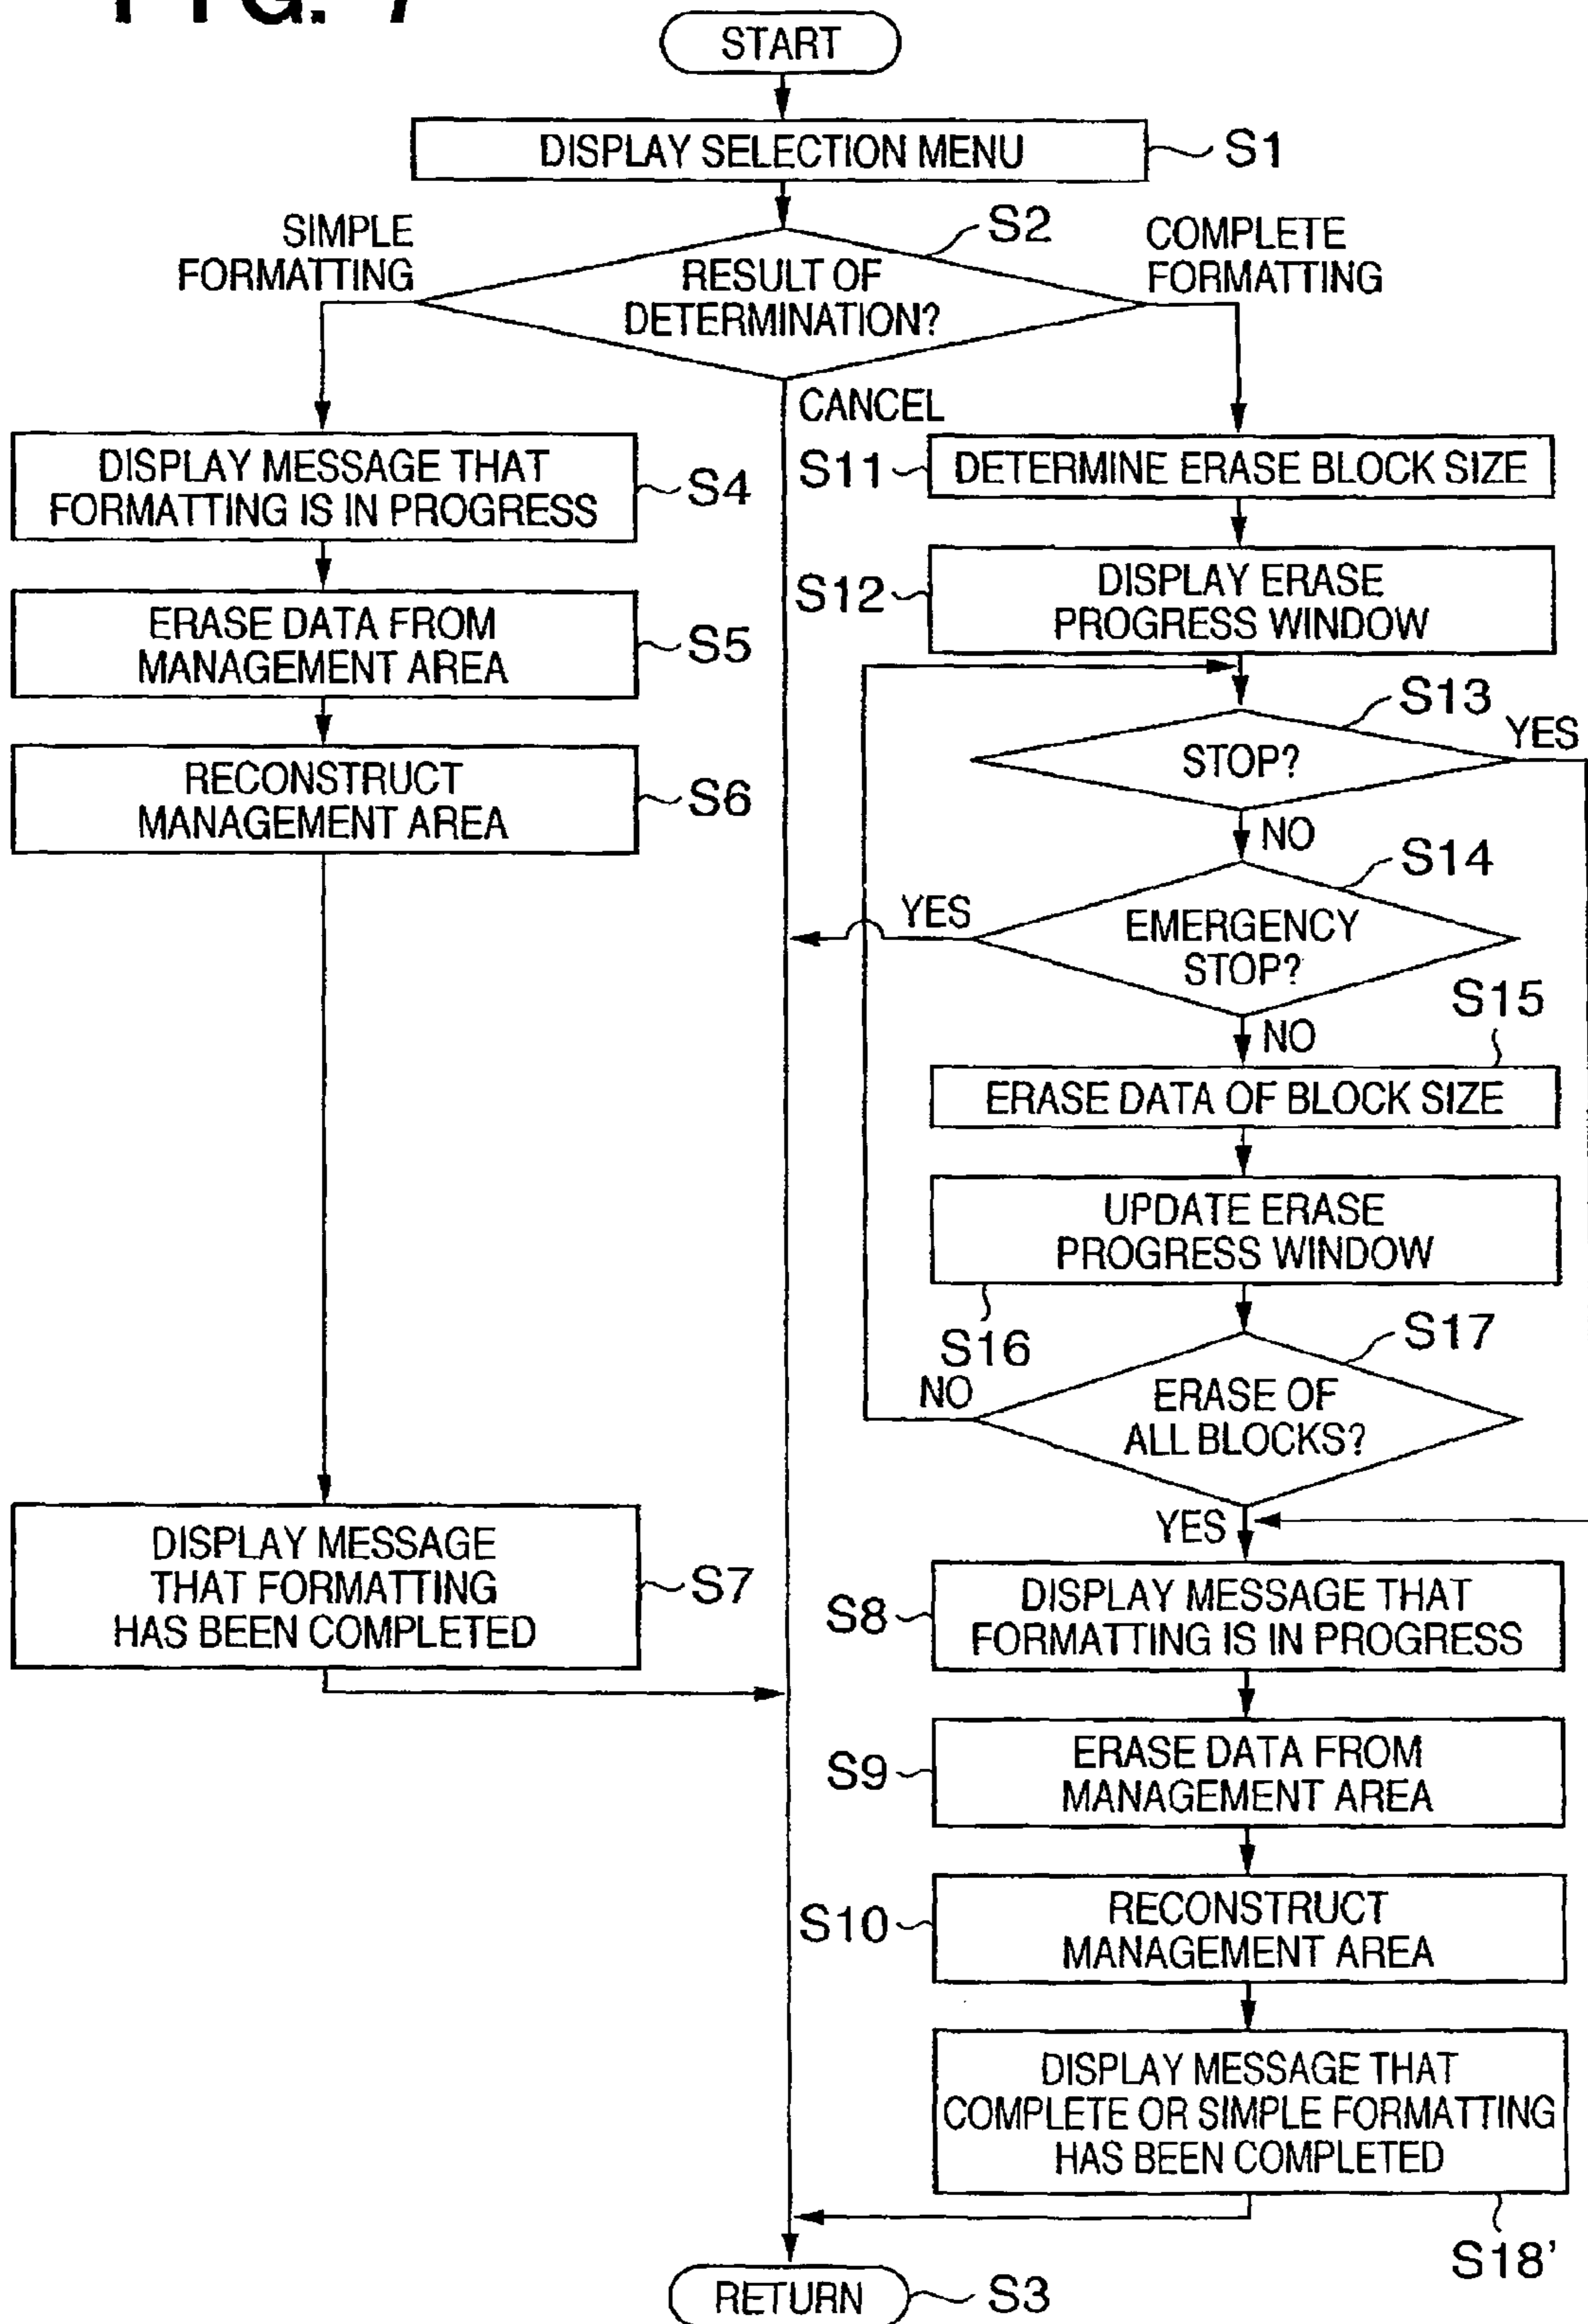 FIG. 7
START
DISPLAY SELECTION MENU
S1
SIMPLE
FORMATTING
S2
COMPLETE
FORMATTING
RESULT OF
DETERMINATION?
CANCEL
DISPLAY MESSAGE THAT
FORMATTING IS IN PROGRESS
S4
S11
DETERMINE ERASE BLOCK SIZE
ERASE DATA FROM
MANAGEMENT AREA
S5
S12
DISPLAY ERASE
PROGRESS WINDOW
RECONSTRUCT
MANAGEMENT AREA
S6
S13
STOP?
YES
NO
S14
YES
EMERGENCY
STOP?
NO
S15
ERASE DATA OF BLOCK SIZE
UPDATE ERASE
PROGRESS WINDOW
S16
S17
NO
ERASE OF
ALL BLOCKS?
YES
DISPLAY MESSAGE
THAT FORMATTING
HAS BEEN COMPLETED
S7
S8
DISPLAY MESSAGE THAT
FORMATTING IS IN PROGRESS
S9
ERASE DATA FROM
MANAGEMENT AREA
S10
RECONSTRUCT
MANAGEMENT AREA
DISPLAY MESSAGE THAT
COMPLETE OR SIMPLE FORMATTING
HAS BEEN COMPLETED
S18'
RETURN
S3